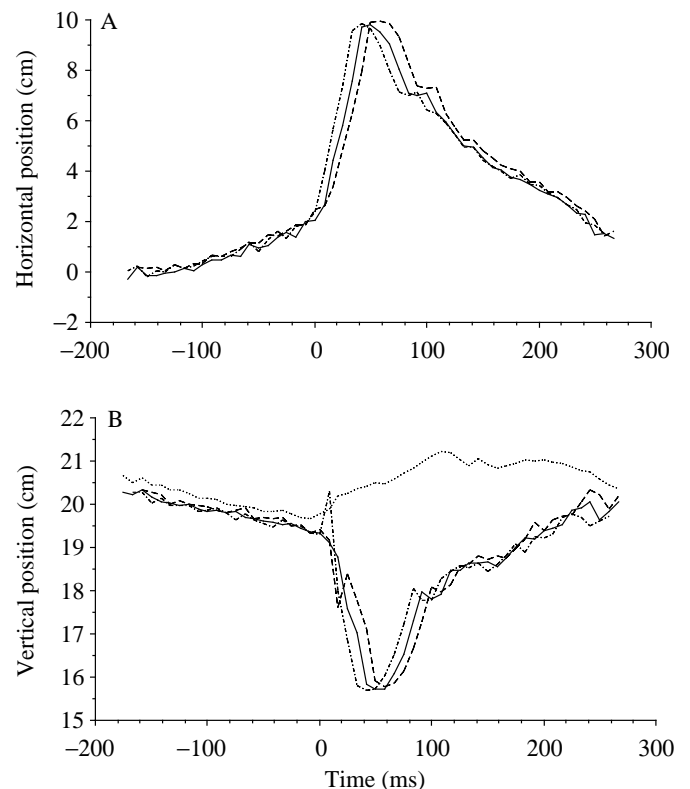 A
10
8
6
4
2
0
−2
Horizontal position (cm)
−200 −100 0 100 200 300
B
22
21
20
19
18
17
16
15
Vertical position (cm)
−200 −100 0 100 200 300
Time (ms)